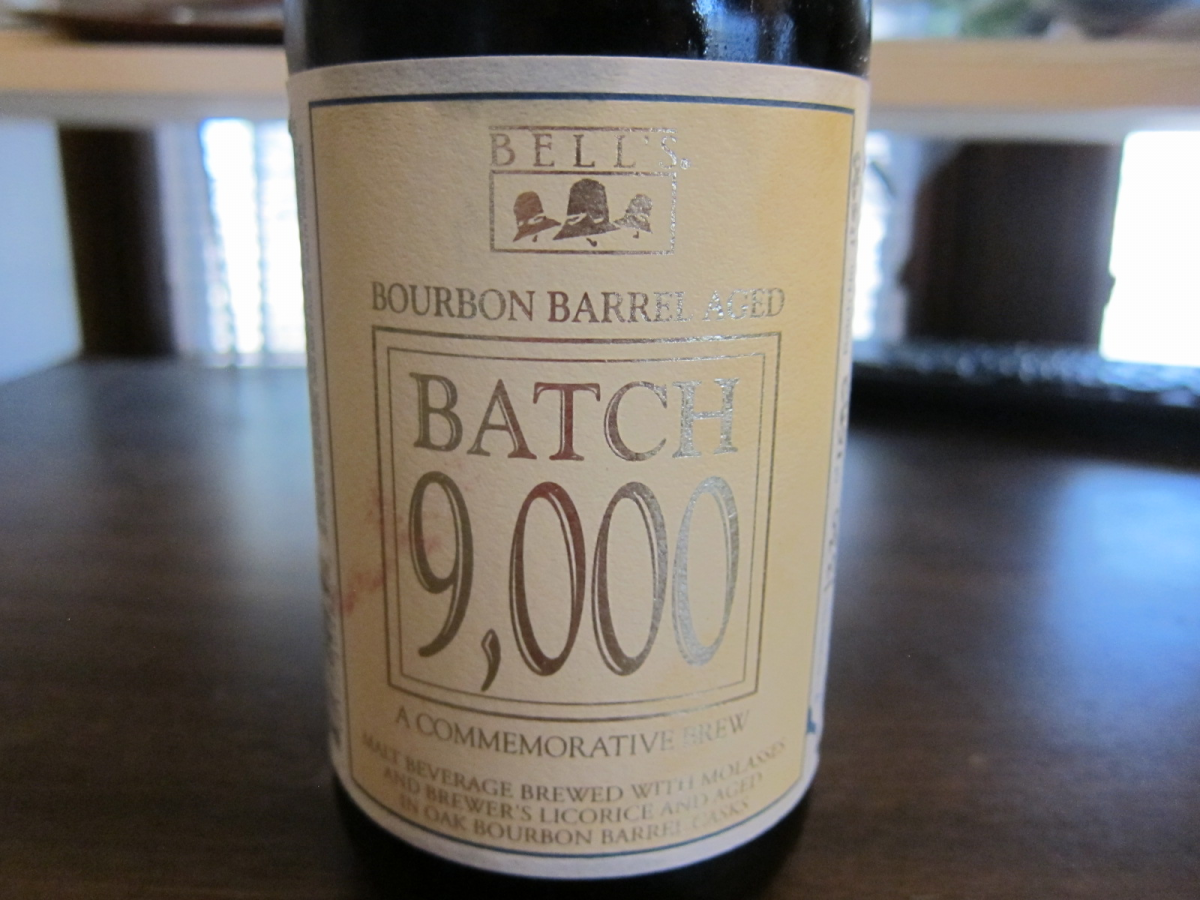 BELL'S
BOURBON BARREL AGED
BATCH
9,000
A COMMEMORATIVE BREW
MALT BEVERAGE BREWED WITH MOLASSES
AND BREWER'S LICORICE AND AGED
IN OAK BOURBON BARREL CASKS